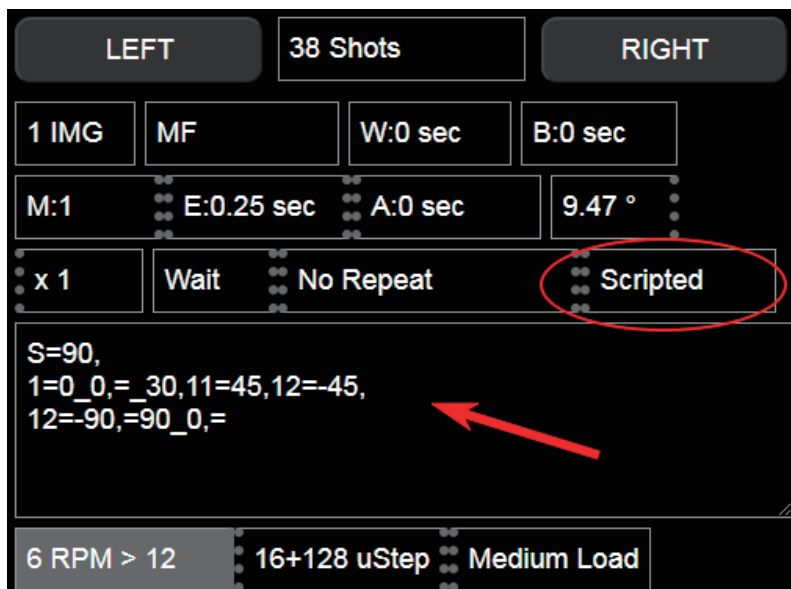 LEFT 38 Shots RIGHT
1 IMG MF W:0 sec B:0 sec
M:1 E:0.25 sec A:0 sec 9.47 °
x 1 Wait No Repeat Scripted
S=90,
1=0_0,=_30,11=45,12=-45,
12=-90,=90_0,=
6 RPM > 12 16+128 uStep Medium Load